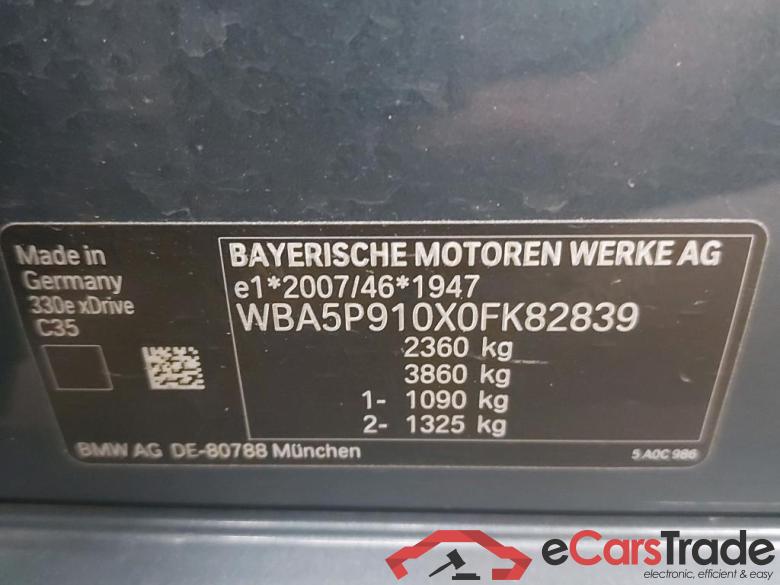 Made in
Germany
330e xDrive
C35
BAYERISCHE MOTOREN WERKE AG
e1*2007/46*1947
WBA5P910X0FK82839
2360 kg
3860 kg
1- 1090 kg
2- 1325 kg
BMW AG DE-80788 München
5 A0C 986
eCarsTrade
electronic, efficient & easy